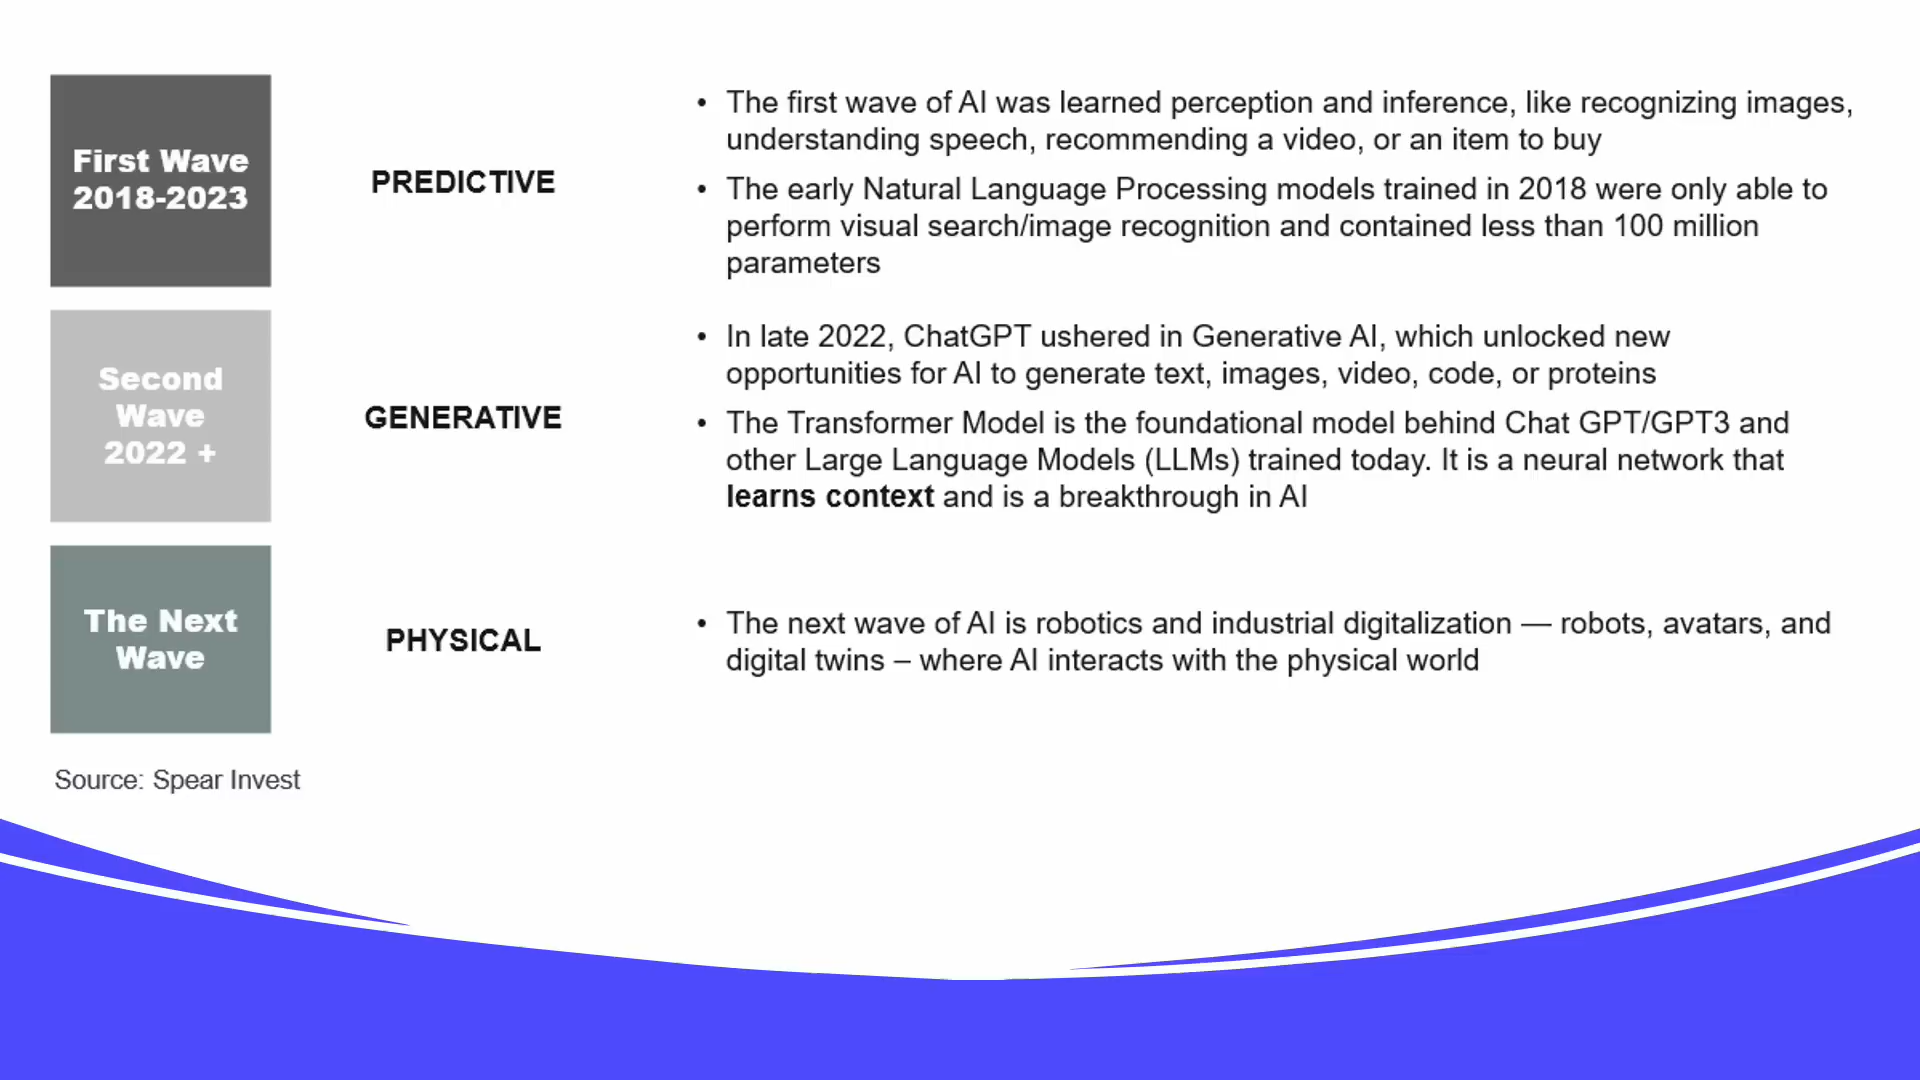 First Wave
2018-2023
PREDICTIVE
• The first wave of AI was learned perception and inference, like recognizing images,
understanding speech, recommending a video, or an item to buy
• The early Natural Language Processing models trained in 2018 were only able to
perform visual search/image recognition and contained less than 100 million
parameters
Second
Wave
2022 +
GENERATIVE
• In late 2022, ChatGPT ushered in Generative AI, which unlocked new
opportunities for AI to generate text, images, video, code, or proteins
• The Transformer Model is the foundational model behind Chat GPT/GPT3 and
other Large Language Models (LLMs) trained today. It is a neural network that
learns context and is a breakthrough in AI
The Next
Wave
PHYSICAL
• The next wave of AI is robotics and industrial digitalization — robots, avatars, and
digital twins – where AI interacts with the physical world
Source: Spear Invest